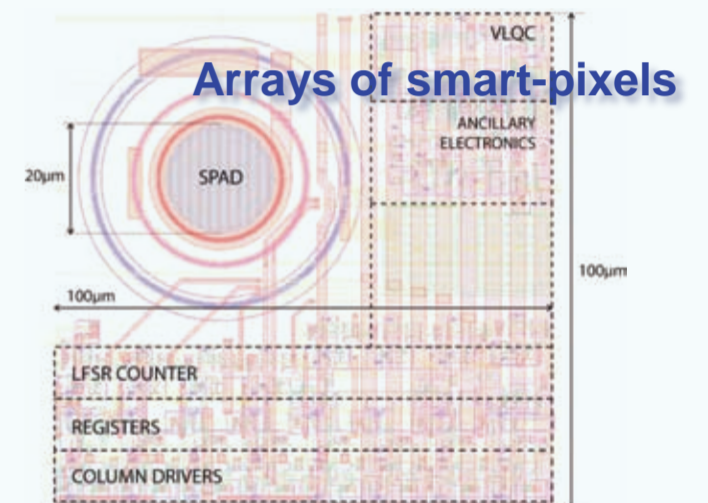 VLQC
Arrays of smart-pixels
ANCILLARY
ELECTRONICS
20µm
SPAD
100µm
100µm
LFSR COUNTER
REGISTERS
COLUMN DRIVERS